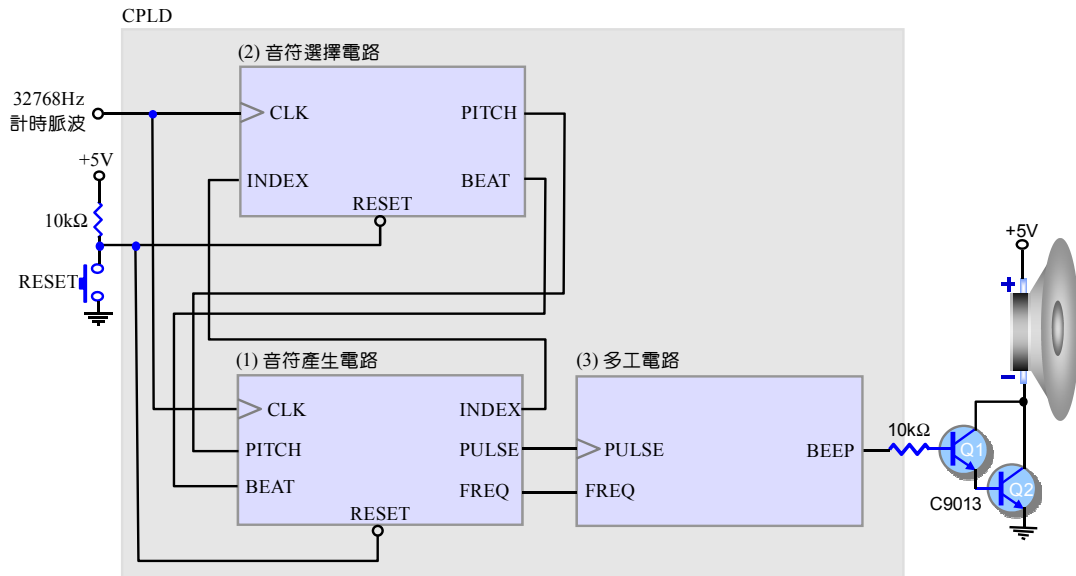 CPLD
(2) 音符選擇電路
32768Hz
計時脈波
CLK
PITCH
+5V
INDEX
BEAT
10kΩ
RESET
RESET
+5V
+
(1) 音符產生電路
(3) 多工電路
−
CLK
INDEX
10kΩ
PITCH
PULSE
PULSE
BEEP
Q1
BEAT
FREQ
FREQ
Q2
C9013
RESET